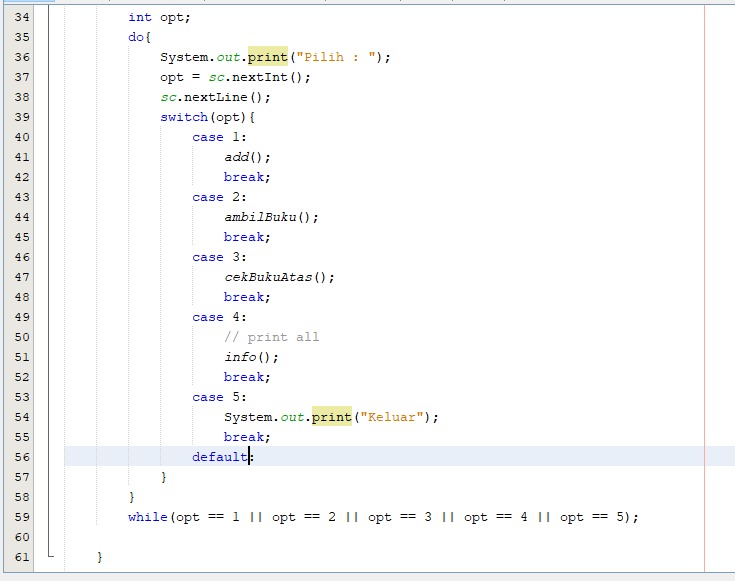 34 int opt;
35 do{
36 System.out.print("Pilih : ");
37 opt = sc.nextInt();
38 sc.nextLine();
39 switch(opt){
40 case 1:
41 add();
42 break;
43 case 2:
44 ambilBuku();
45 break;
46 case 3:
47 cekBukuAtas();
48 break;
49 case 4:
50 // print all
51 info();
52 break;
53 case 5:
54 System.out.print("Keluar");
55 break;
56 default:
57 }
58 }
59 while(opt == 1 || opt == 2 || opt == 3 || opt == 4 || opt == 5);
60
61 }